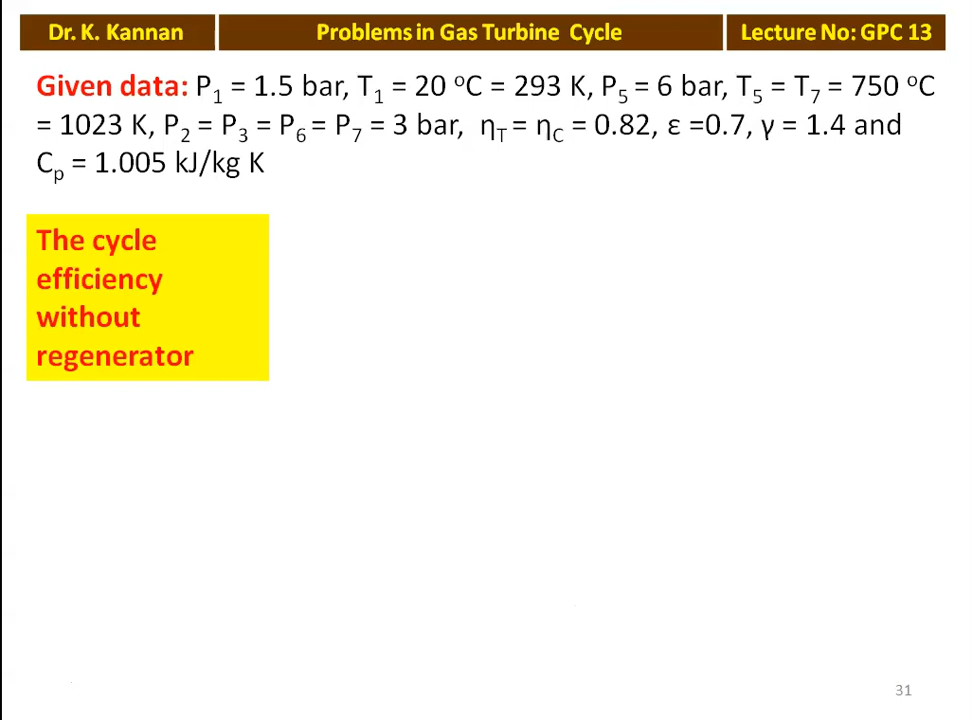 Dr. K. Kannan
Problems in Gas Turbine Cycle
Lecture No: GPC 13
Given data: P₁ = 1.5 bar, T₁ = 20 ᵒC = 293 K, P₅ = 6 bar, T₅ = T₇ = 750 ᵒC
= 1023 K, P₂ = P₃ = P₆ = P₇ = 3 bar, η_T = η_C = 0.82, ε =0.7, γ = 1.4 and
Cₚ = 1.005 kJ/kg K
The cycle
efficiency
without
regenerator
31